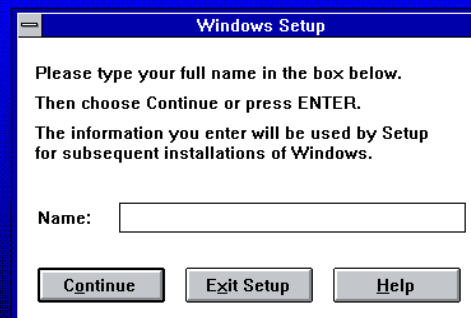 Windows Setup
Please type your full name in the box below.
Then choose Continue or press ENTER.
The information you enter will be used by Setup
for subsequent installations of Windows.
Name:
Continue
Exit Setup
Help